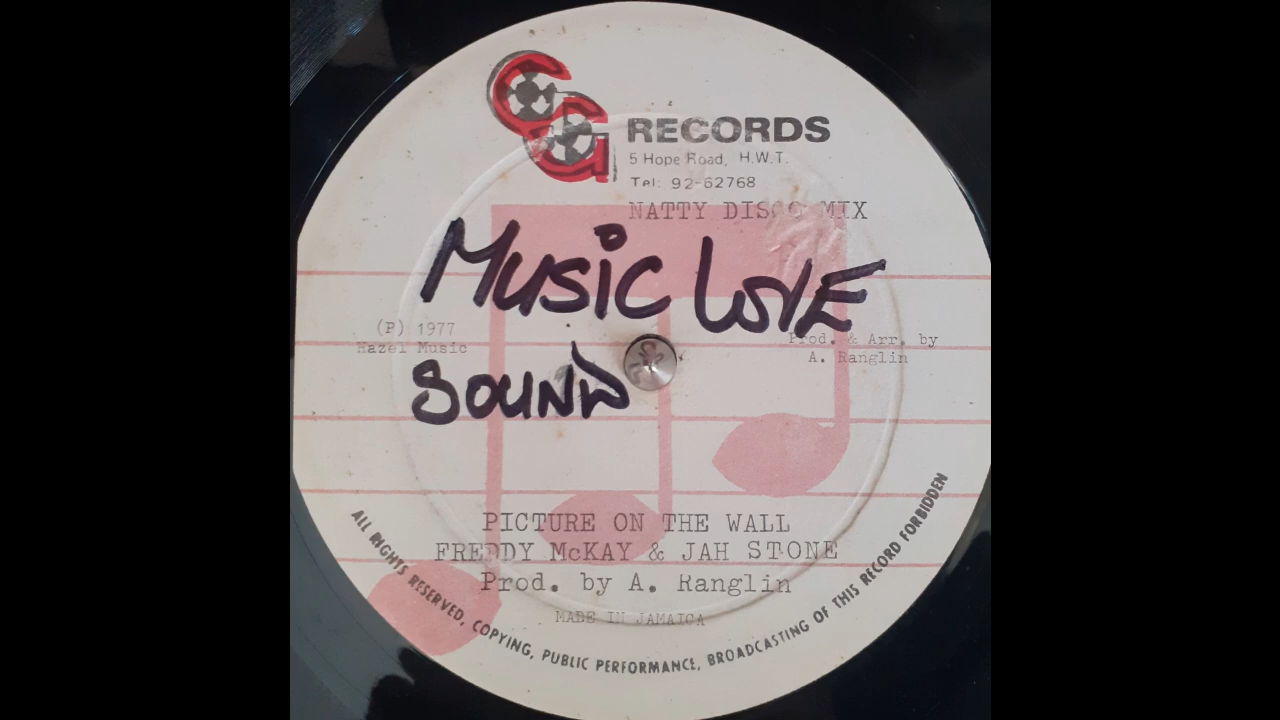 GG RECORDS
5 Hope Road, H.W.T.
Tel: 92-62768
NATTY DISCO MIX
MUSIC LOVE
SOUND
(P) 1977
Hazel Music
Prod. & Arr. by
A. Ranglin
PICTURE ON THE WALL
FREDDY McKAY & JAH STONE
Prod. by A. Ranglin
MADE IN JAMAICA
ALL RIGHTS RESERVED, COPYING, PUBLIC PERFORMANCE, BROADCASTING OF THIS RECORD FORBIDDEN